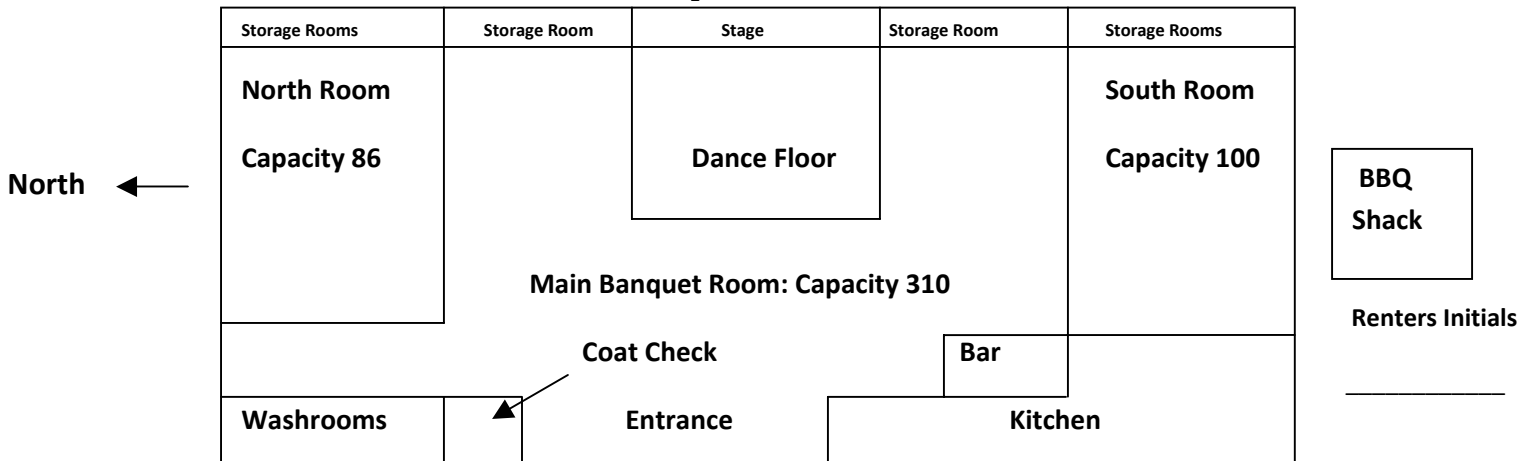 Storage Rooms Storage Room Stage Storage Room Storage Rooms
North Room
Capacity 86
Dance Floor
South Room
Capacity 100
North
BBQ
Shack
Main Banquet Room: Capacity 310
Renters Initials
Coat Check
Bar
Washrooms
Entrance
Kitchen